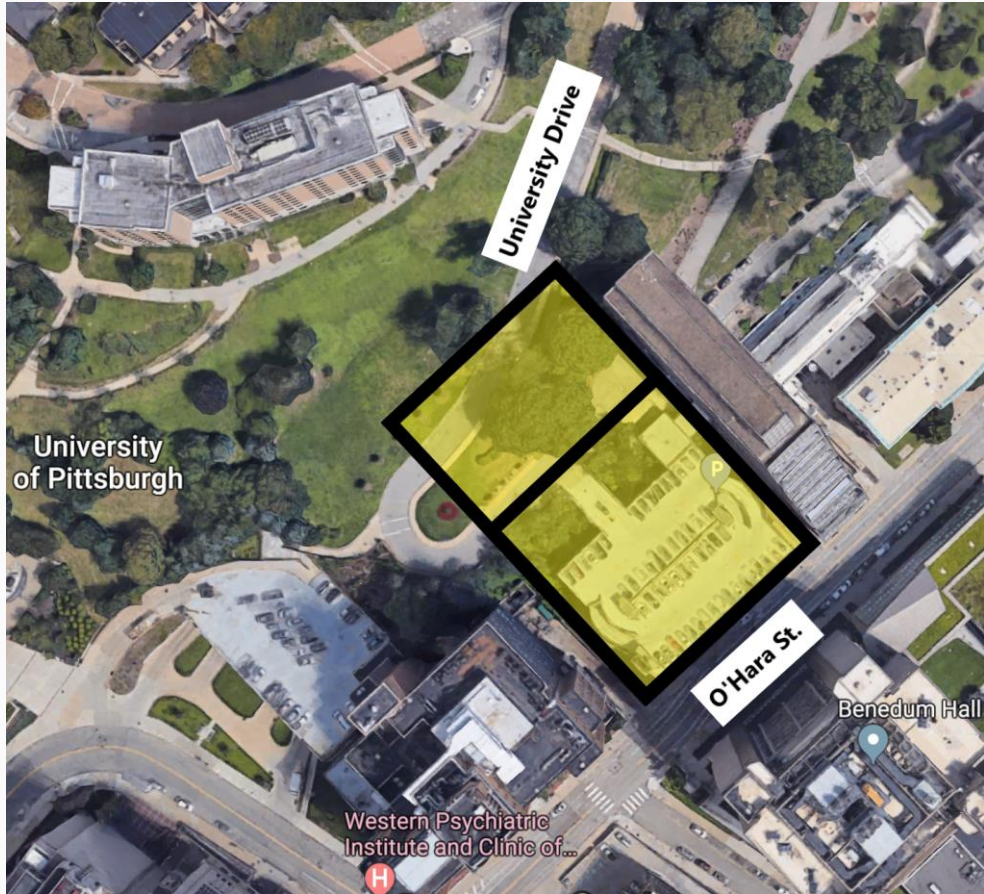 University Drive
University
of Pittsburgh
P
O'Hara St.
Benedum Hall
Western Psychiatric
Institute and Clinic of...
H